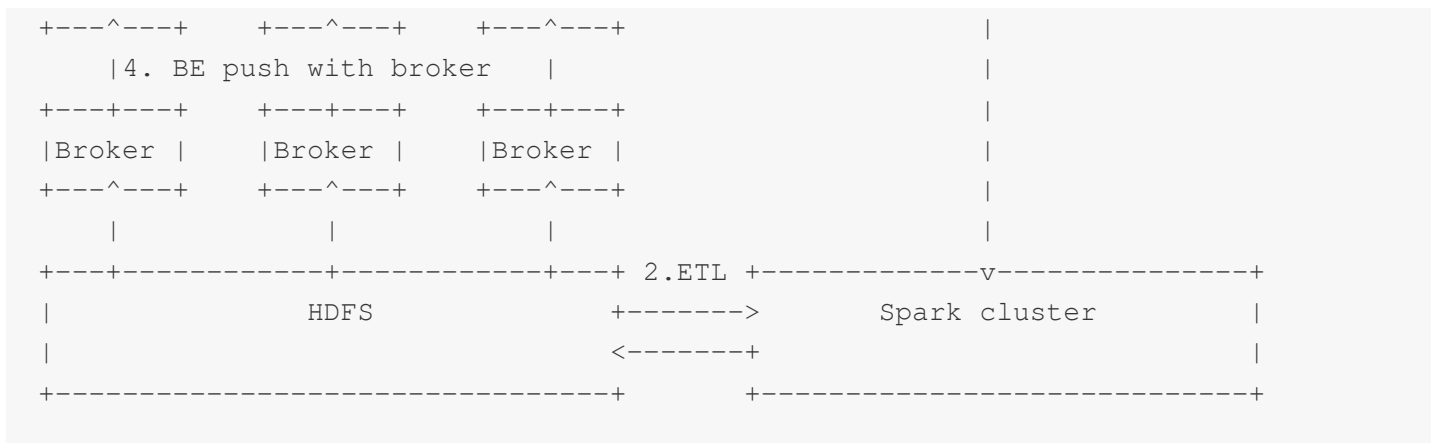 +---^---+   +---^---+    +---^---+                     |
    |4. BE push with broker   |                         |
+---+---+    +---+---+    +---+---+                     |
|Broker |    |Broker |    |Broker |                     |
+---^---+    +---^---+    +---^---+                     |
    |            |            |                         |
+---+------------+------------+---+ 2.ETL +-------------v---------------+
|               HDFS              +------->       Spark cluster         |
|                                 <-------+                             |
+---------------------------------+       +-----------------------------+